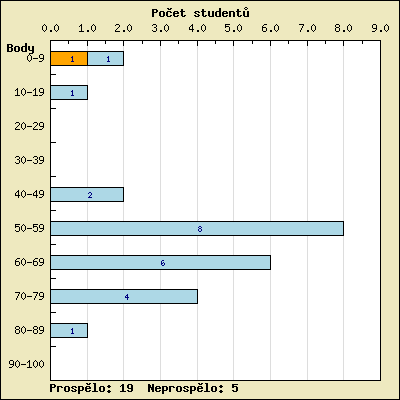 Počet studentů
0.0 1.0 2.0 3.0 4.0 5.0 6.0 7.0 8.0 9.0
Body
0-9 1 1
10-19 1
20-29
30-39
40-49 2
50-59 8
60-69 6
70-79 4
80-89 1
90-100
Prospělo: 19 Neprospělo: 5